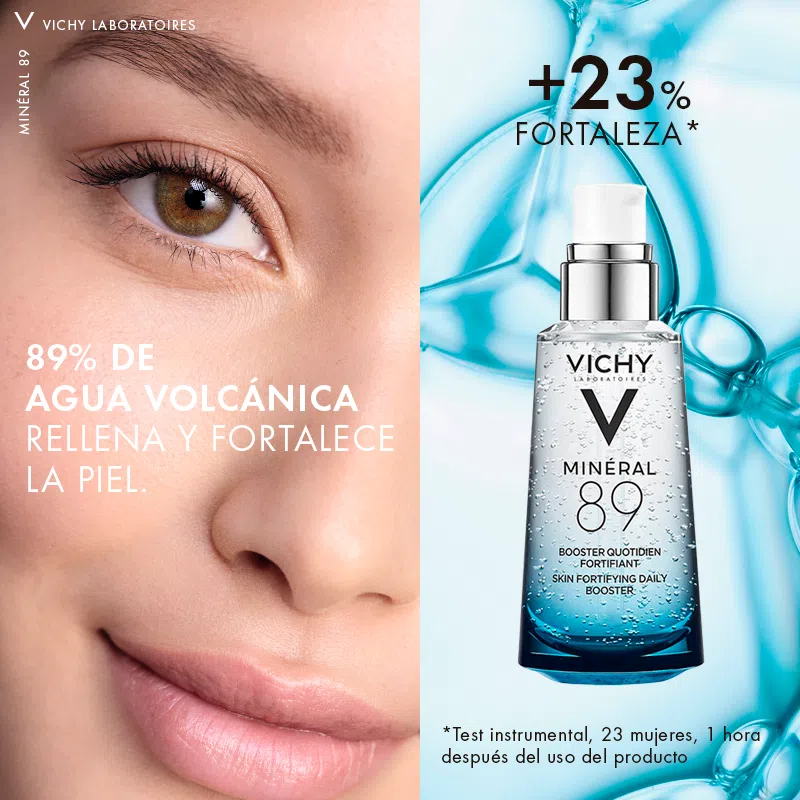 VICHY LABORATOIRES
MINÉRAL 89
89% DE
AGUA VOLCÁNICA
RELLENA Y FORTALECE
LA PIEL.
+23%
FORTALEZA*
VICHY
LABORATOIRES
MINÉRAL
89
BOOSTER QUOTIDIEN
FORTIFIANT
SKIN FORTIFYING DAILY
BOOSTER
*Test instrumental, 23 mujeres, 1 hora
después del uso del producto